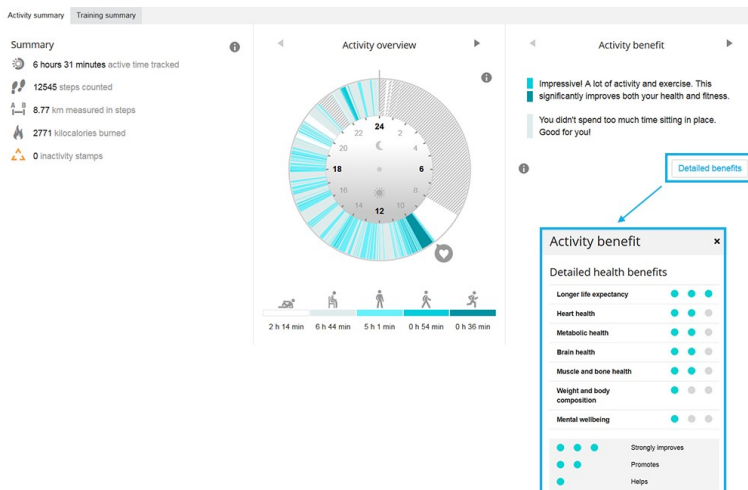 Activity summary
Training summary
Summary
6 hours 31 minutes active time tracked
12545 steps counted
A B
8.77 km measured in steps
2771 kilocalories burned
0 inactivity stamps
Activity overview
24
2
4
6
8
10
12
14
16
18
20
22
2 h 14 min
6 h 44 min
5 h 1 min
0 h 54 min
0 h 36 min
Activity benefit
Impressive! A lot of activity and exercise. This
significantly improves both your health and fitness.
You didn't spend too much time sitting in place.
Good for you!
Detailed benefits
Activity benefit
×
Detailed health benefits
Longer life expectancy
Heart health
Metabolic health
Brain health
Muscle and bone health
Weight and body
composition
Mental wellbeing
Strongly improves
Promotes
Helps